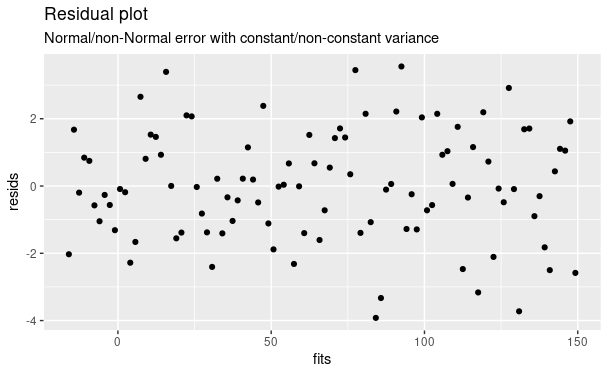 Residual plot
Normal/non-Normal error with constant/non-constant variance
resids
2
0
-2
-4
0
50
100
150
fits